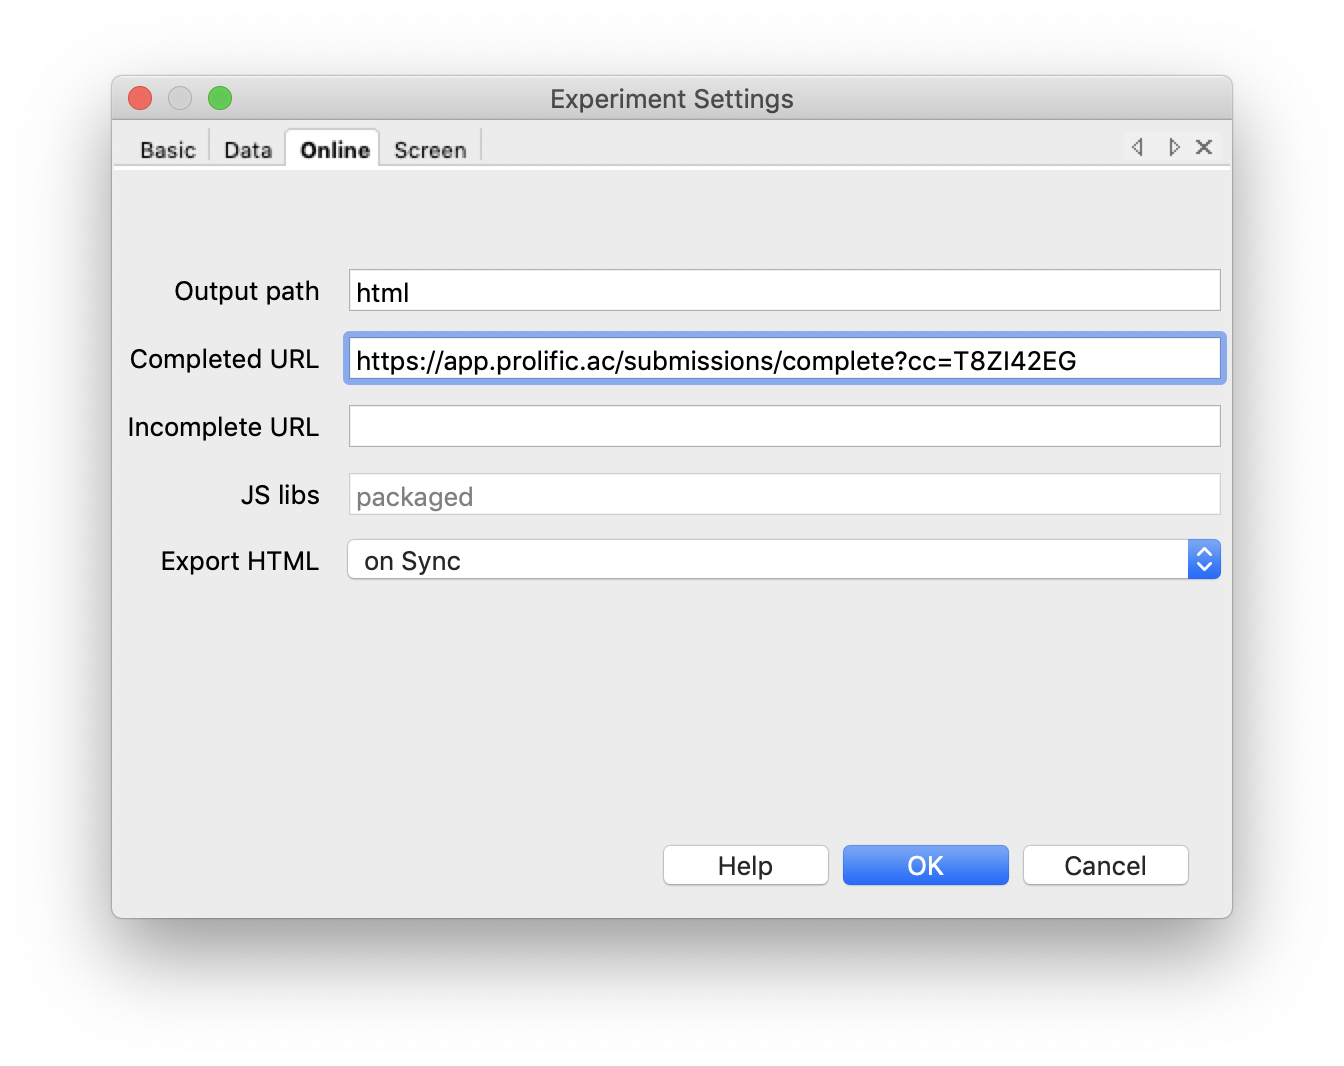 Experiment Settings
Basic Data Online Screen
Output path html
Completed URL https://app.prolific.ac/submissions/complete?cc=T8ZI42EG
Incomplete URL
JS libs packaged
Export HTML on Sync
Help OK Cancel